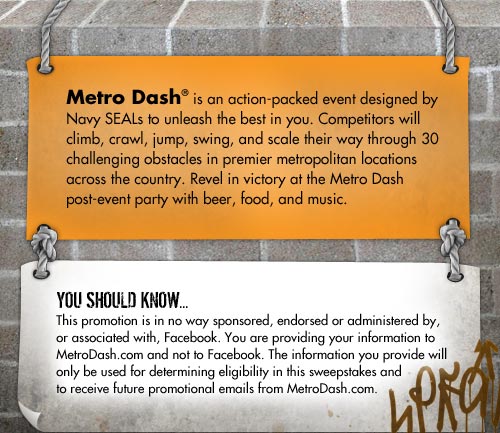 Metro Dash® is an action-packed event designed by
Navy SEALs to unleash the best in you. Competitors will
climb, crawl, jump, swing, and scale their way through 30
challenging obstacles in premier metropolitan locations
across the country. Revel in victory at the Metro Dash
post-event party with beer, food, and music.
YOU SHOULD KNOW...
This promotion is in no way sponsored, endorsed or administered by,
or associated with, Facebook. You are providing your information to
MetroDash.com and not to Facebook. The information you provide will
only be used for determining eligibility in this sweepstakes and
to receive future promotional emails from MetroDash.com.